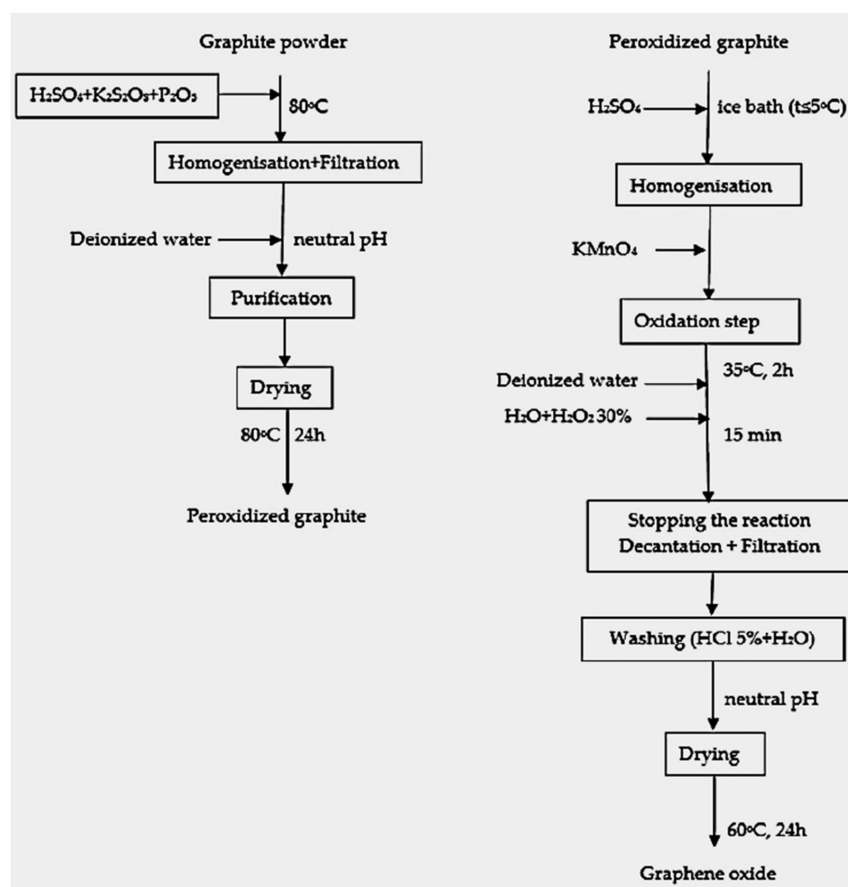 Graphite powder
H₂SO₄+K₂S₂O₈+P₂O₅
80°C
Homogenisation+Filtration
Deionized water
neutral pH
Purification
Drying
80°C
24h
Peroxidized graphite
Peroxidized graphite
H₂SO₄
ice bath (t≤5°C)
Homogenisation
KMnO₄
Oxidation step
35°C, 2h
Deionized water
H₂O+H₂O₂ 30%
15 min
Stopping the reaction
Decantation + Filtration
Washing (HCl 5%+H₂O)
neutral pH
Drying
60°C, 24h
Graphene oxide